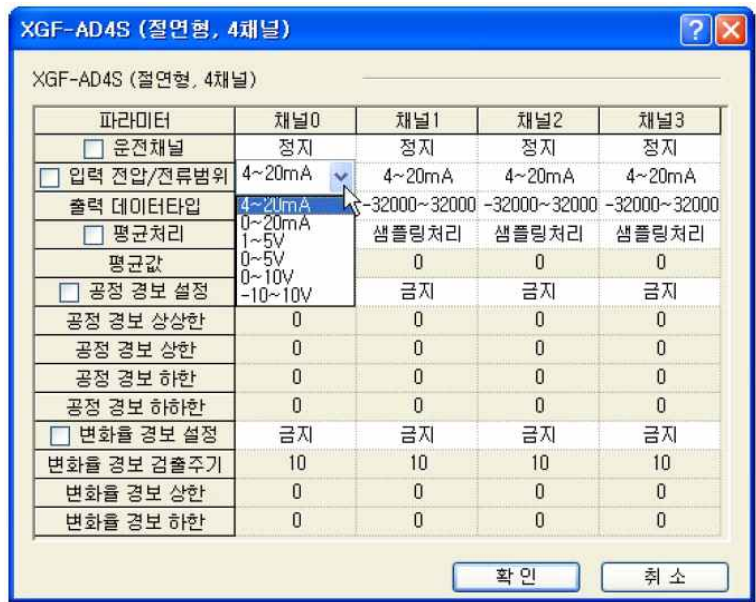 XGF-AD4S (절연형, 4채널)
XGF-AD4S (절연형, 4채널)
파라미터 채널0 채널1 채널2 채널3
운전채널 정지 정지 정지 정지
입력 전압/전류범위 4~20mA 4~20mA 4~20mA 4~20mA
출력 데이터타입 4~20mA -32000~32000 -32000~32000 -32000~32000
0~20mA
평균처리 1~5V 샘플링처리 샘플링처리 샘플링처리
평균값 0~5V 0 0 0
0~10V
공정 경보 설정 -10~10V 금지 금지 금지
공정 경보 상상한 0 0 0 0
공정 경보 상한 0 0 0 0
공정 경보 하한 0 0 0 0
공정 경보 하하한 0 0 0 0
변화율 경보 설정 금지 금지 금지 금지
변화율 경보 검출주기 10 10 10 10
변화율 경보 상한 0 0 0 0
변화율 경보 하한 0 0 0 0
확 인 취 소